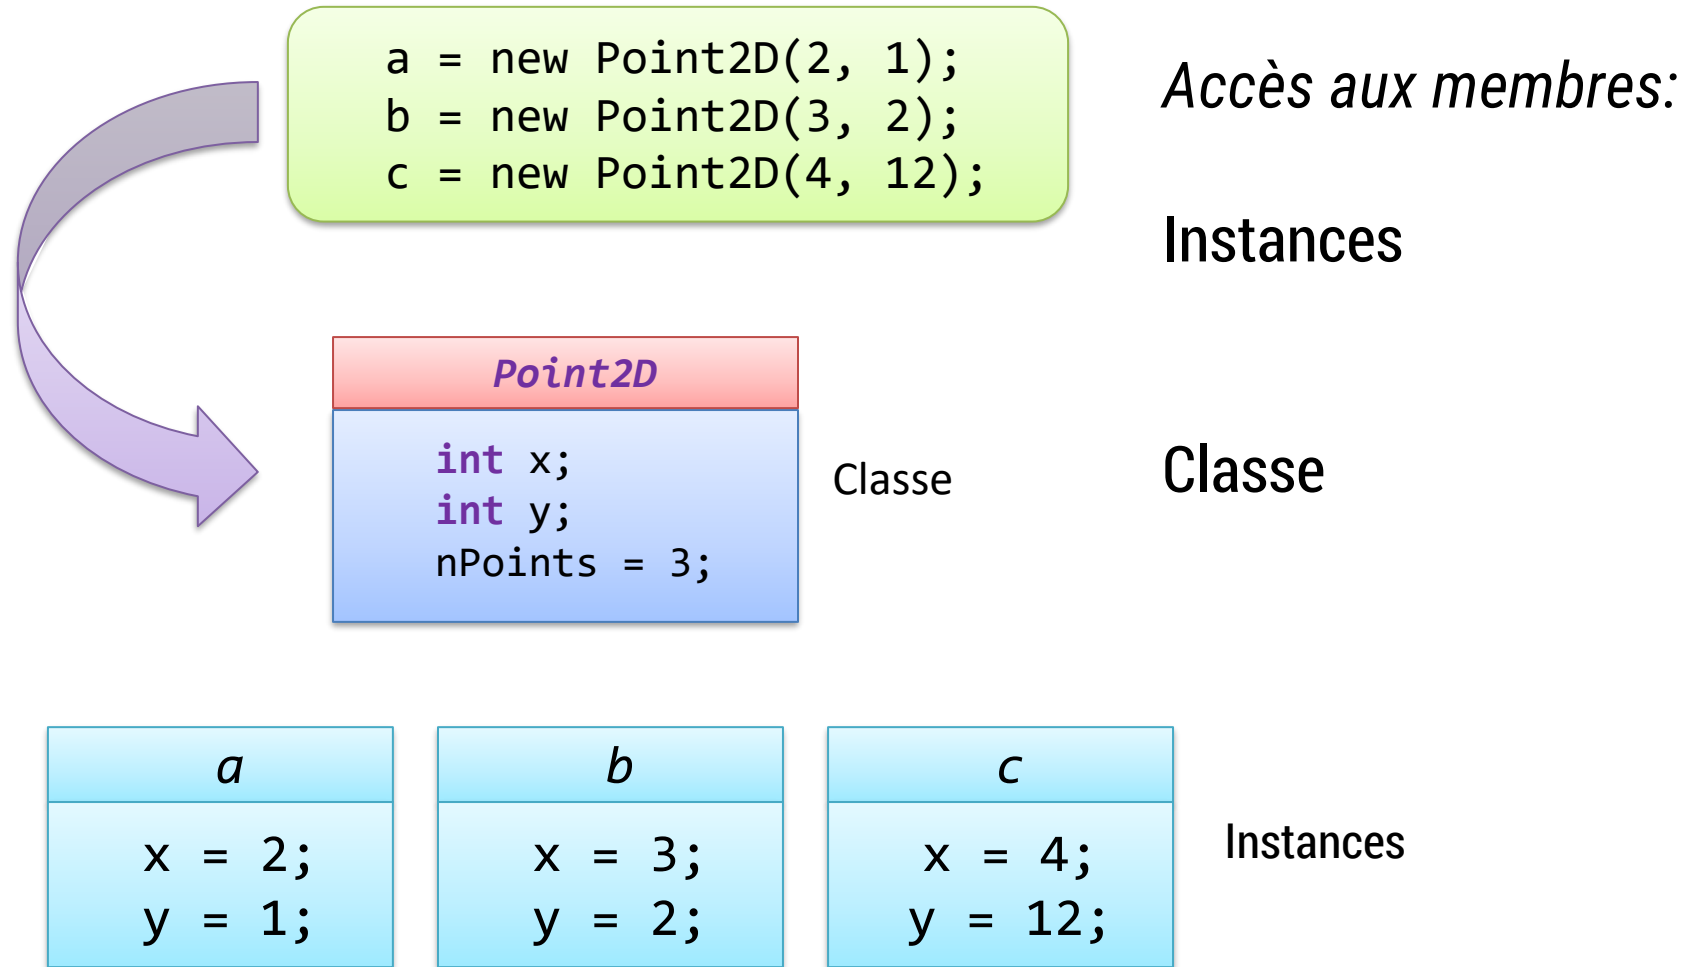 a = new Point2D(2, 1);
b = new Point2D(3, 2);
c = new Point2D(4, 12);
Accès aux membres:
Instances
Classe
Point2D
int x;
int y;
nPoints = 3;
Classe
a
x = 2;
y = 1;
b
x = 3;
y = 2;
c
x = 4;
y = 12;
Instances